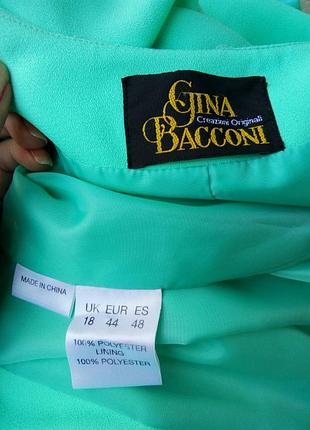 GINA
Creazioni Originali
BACCONI
MADE IN CHINA
UK EUR ES
18 44 48
100% POLYESTER
LINING
100% POLYESTER